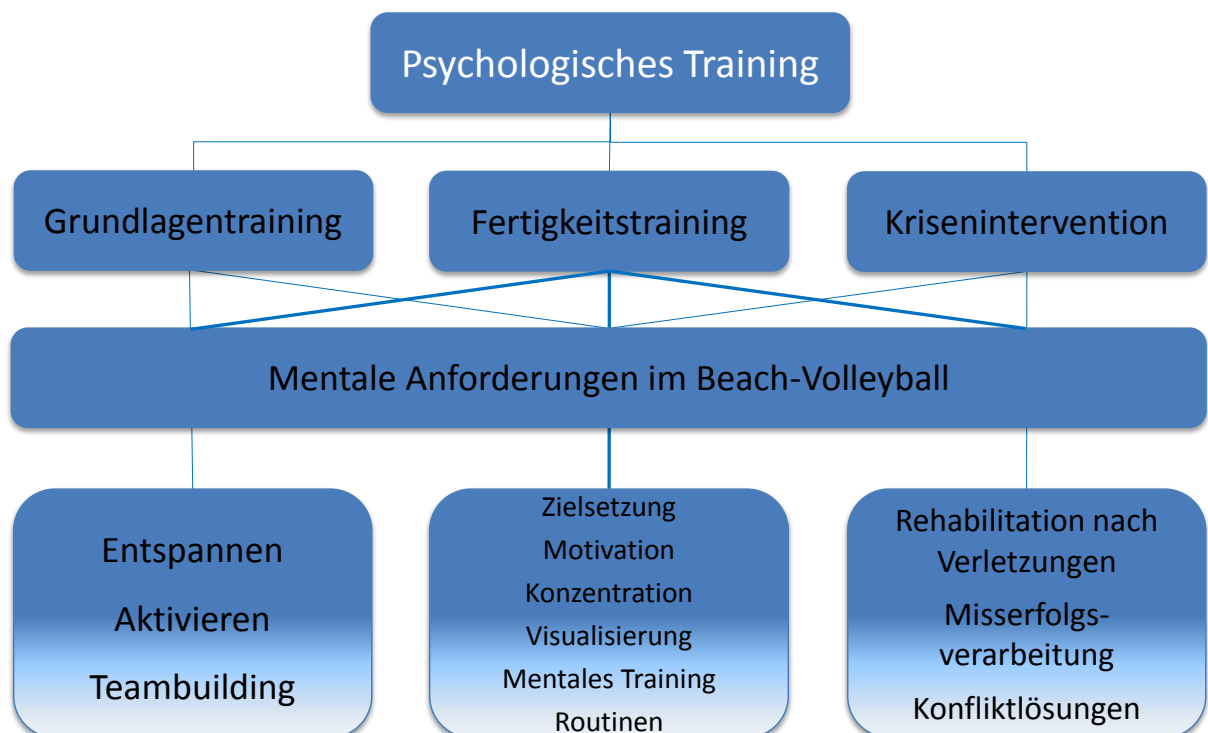 Psychologisches Training
Grundlagentraining
Fertigkeitstraining
Krisenintervention
Mentale Anforderungen im Beach-Volleyball
Entspannen
Aktivieren
Teambuilding
Zielsetzung
Motivation
Konzentration
Visualisierung
Mentales Training
Routinen
Rehabilitation nach
Verletzungen
Misserfolgs-
verarbeitung
Konfliktlösungen